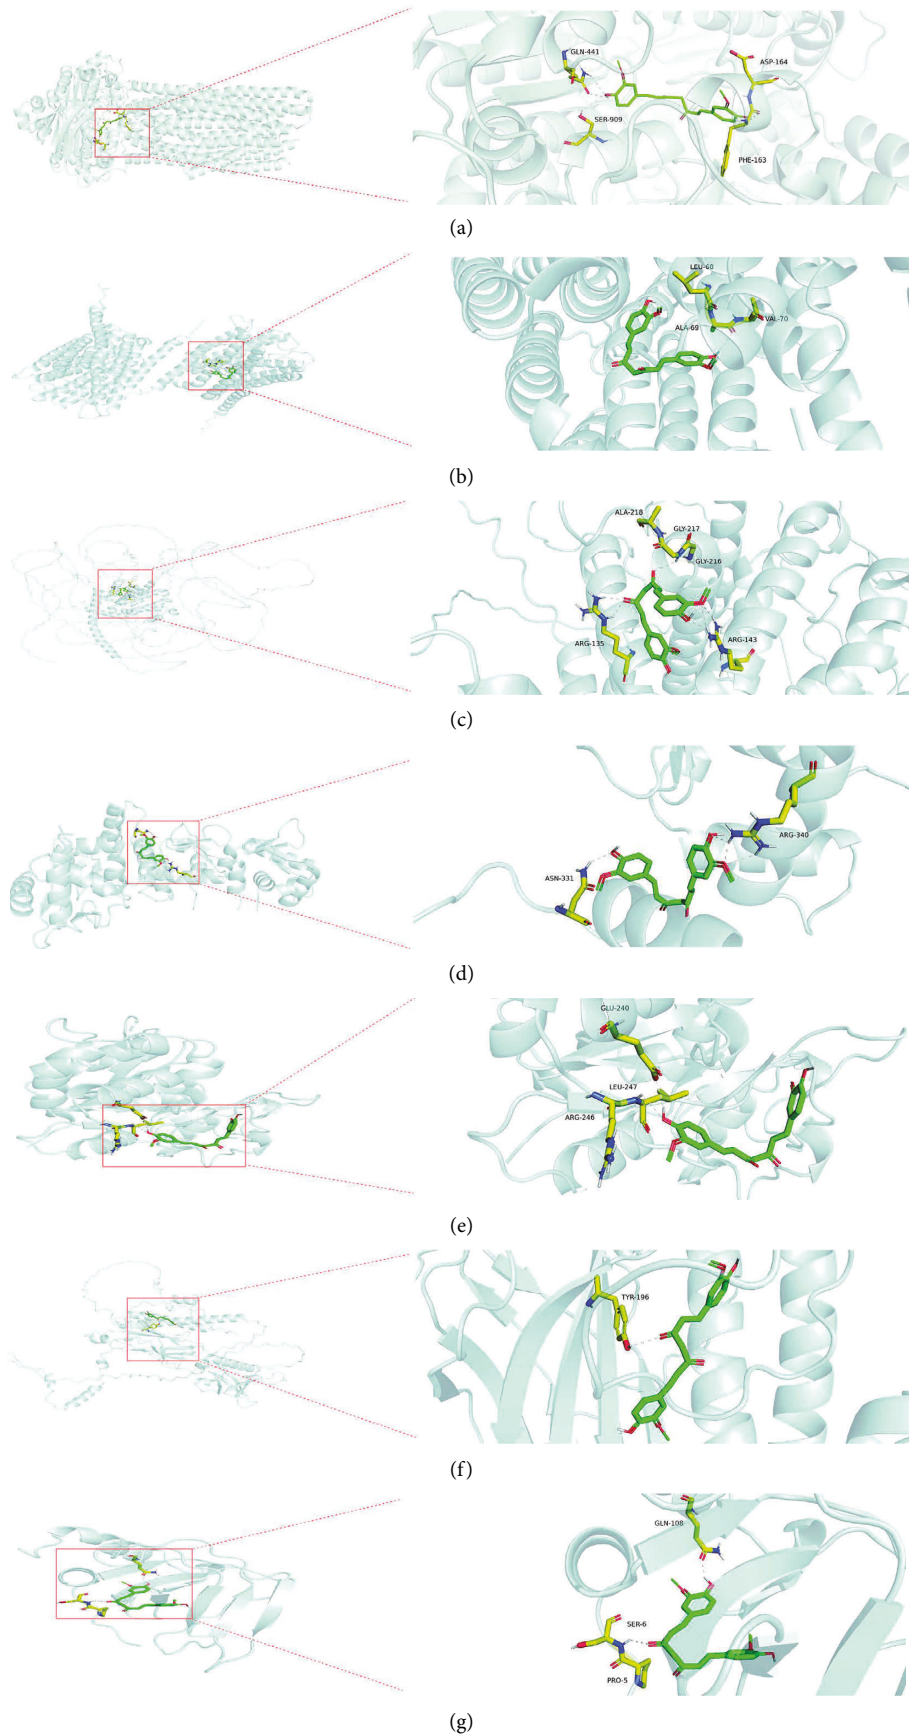 GLN-441
ASP-164
SER-909
PHE-163
(a)
LEU-60
VAL-70
ALA-69
(b)
ALA-218
GLY-217
GLY-216
ARG-135
ARG-143
(c)
ARG-340
ASN-331
(d)
GLU-240
LEU-247
ARG-246
(e)
TYR-196
(f)
GLN-108
SER-6
PRO-5
(g)